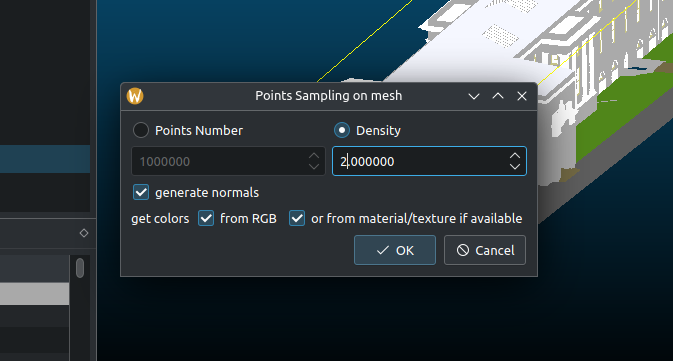 Points Sampling on mesh
Points Number
Density
1000000
2.000000
generate normals
get colors
from RGB
or from material/texture if available
OK
Cancel